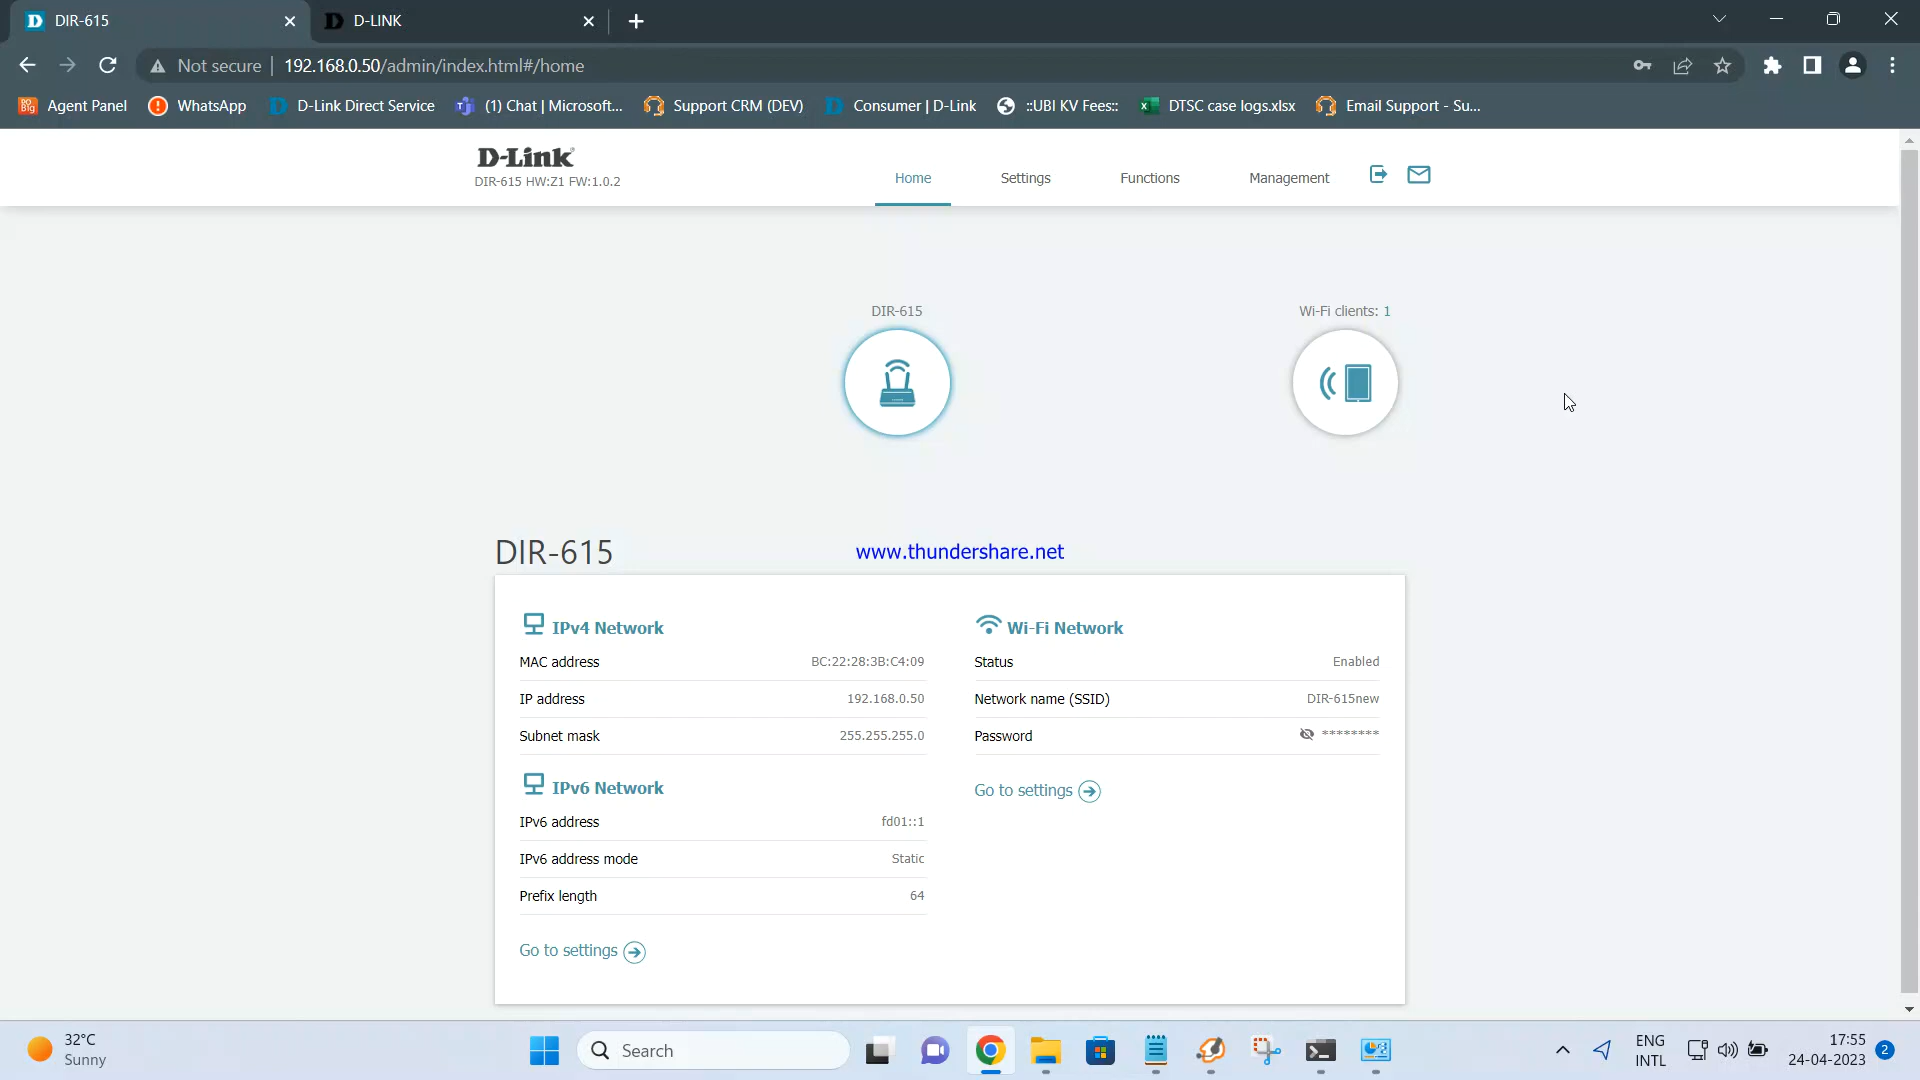 DIR-615
D-LINK
Not secure
192.168.0.50/admin/index.html#/home
Agent Panel
WhatsApp
D-Link Direct Service
(1) Chat | Microsoft...
Support CRM (DEV)
Consumer | D-Link
::UBI KV Fees::
DTSC case logs.xlsx
Email Support - Su...
D-Link
DIR-615 HW:Z1 FW:1.0.2
Home
Settings
Functions
Management
DIR-615
Wi-Fi clients: 1
DIR-615
www.thundershare.net
IPv4 Network
MAC address BC:22:28:3B:C4:09
IP address 192.168.0.50
Subnet mask 255.255.255.0
IPv6 Network
IPv6 address fd01::1
IPv6 address mode Static
Prefix length 64
Go to settings
Wi-Fi Network
Status Enabled
Network name (SSID) DIR-615new
Password ********
Go to settings
32°C
Sunny
Search
ENG
INTL
17:55
24-04-2023
2